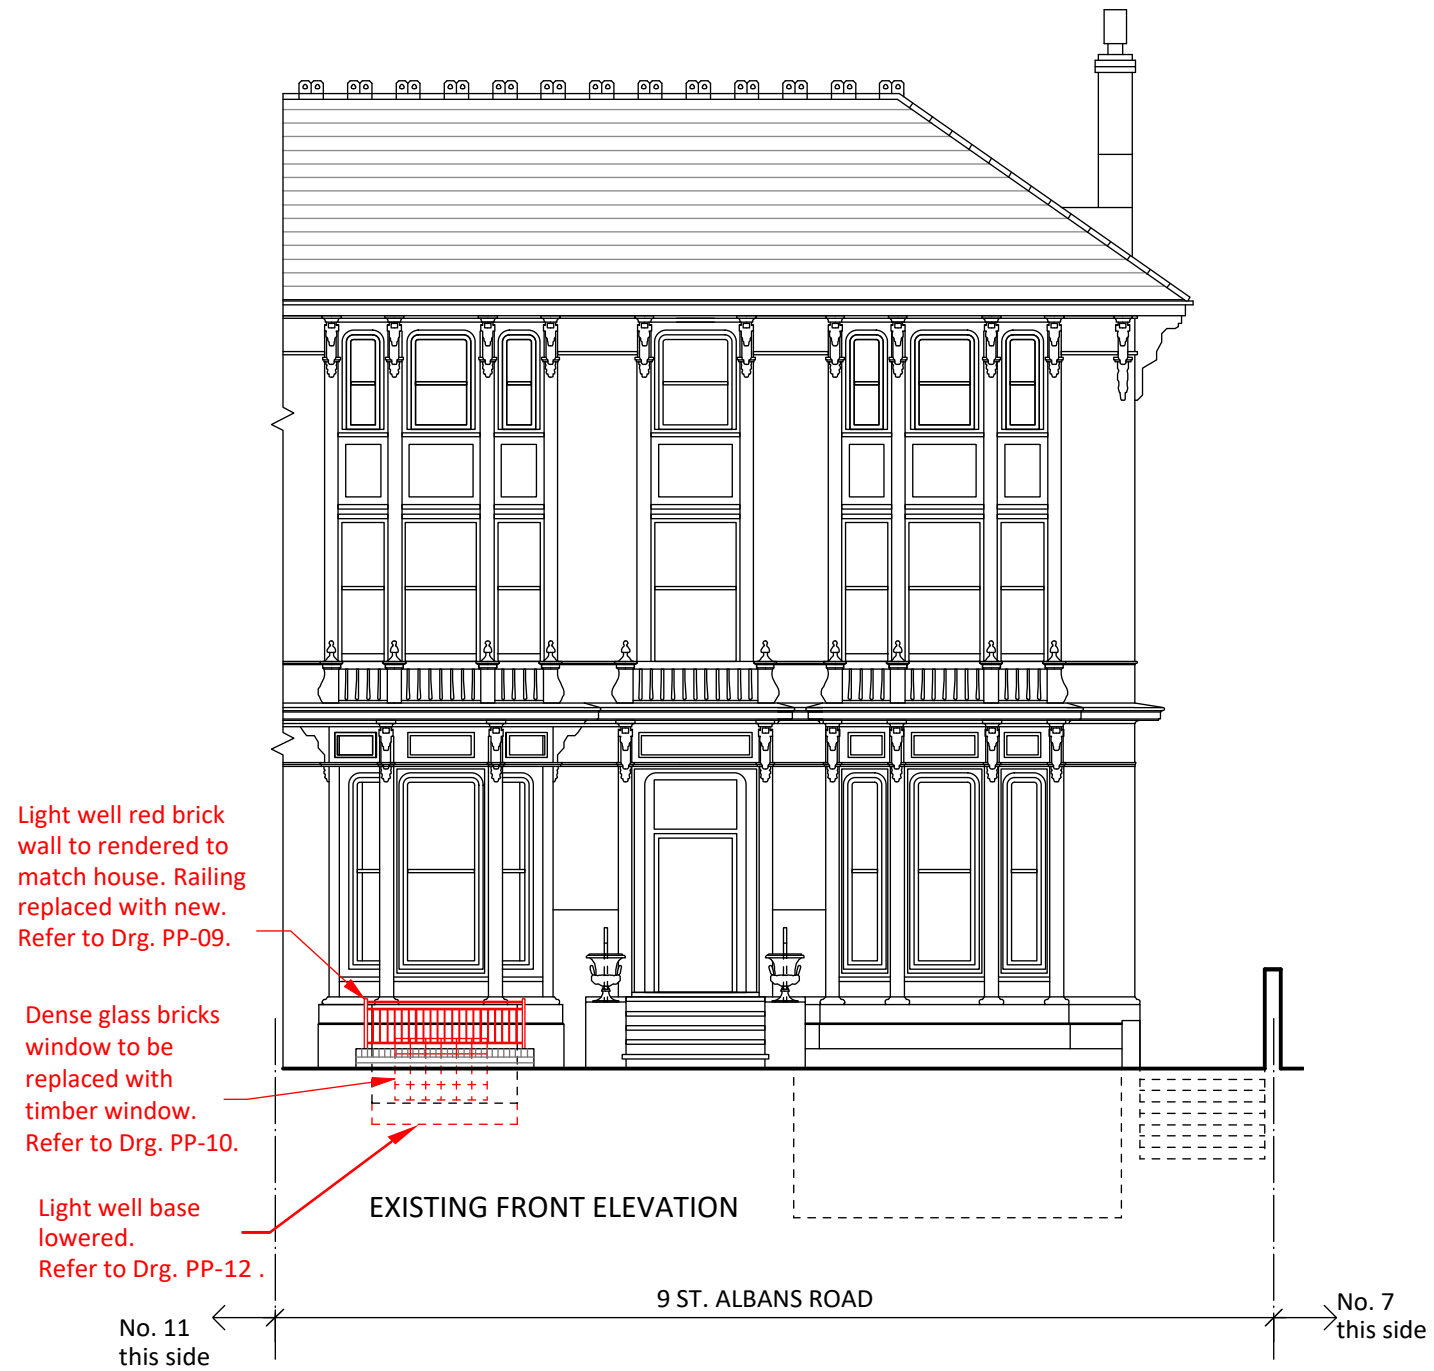 Light well red brick
wall to rendered to
match house. Railing
replaced with new.
Refer to Drg. PP-09.
Dense glass bricks
window to be
replaced with
timber window.
Refer to Drg. PP-10.
Light well base
lowered.
Refer to Drg. PP-12 .
EXISTING FRONT ELEVATION
9 ST. ALBANS ROAD
No. 11
this side
No. 7
this side